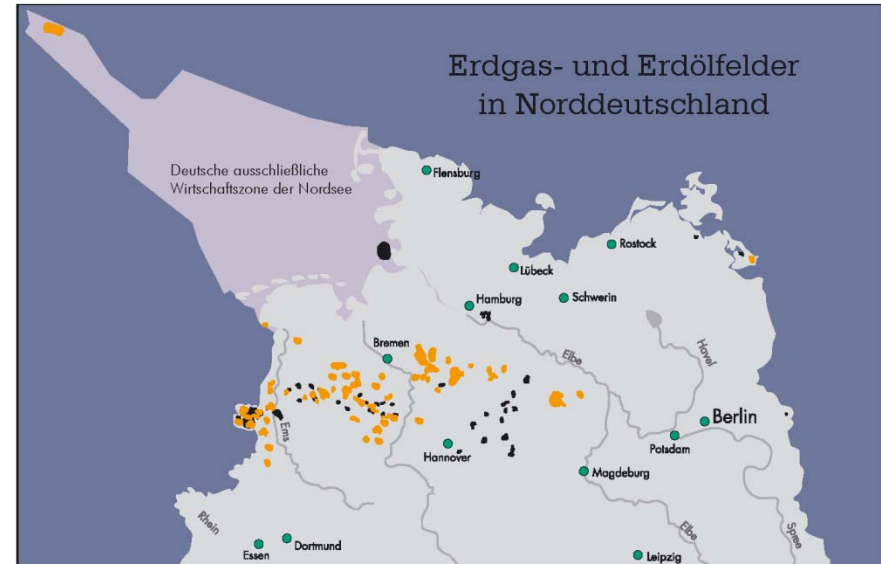 Erdgas- und Erdölfelder
in Norddeutschland
Deutsche ausschließliche
Wirtschaftszone der Nordsee
Flensburg
Rostock
Lübeck
Hamburg
Schwerin
Bremen
Elbe
Havel
Ems
Berlin
Potsdam
Hannover
Magdeburg
Rhein
Elbe
Spree
Dortmund
Essen
Leipzig